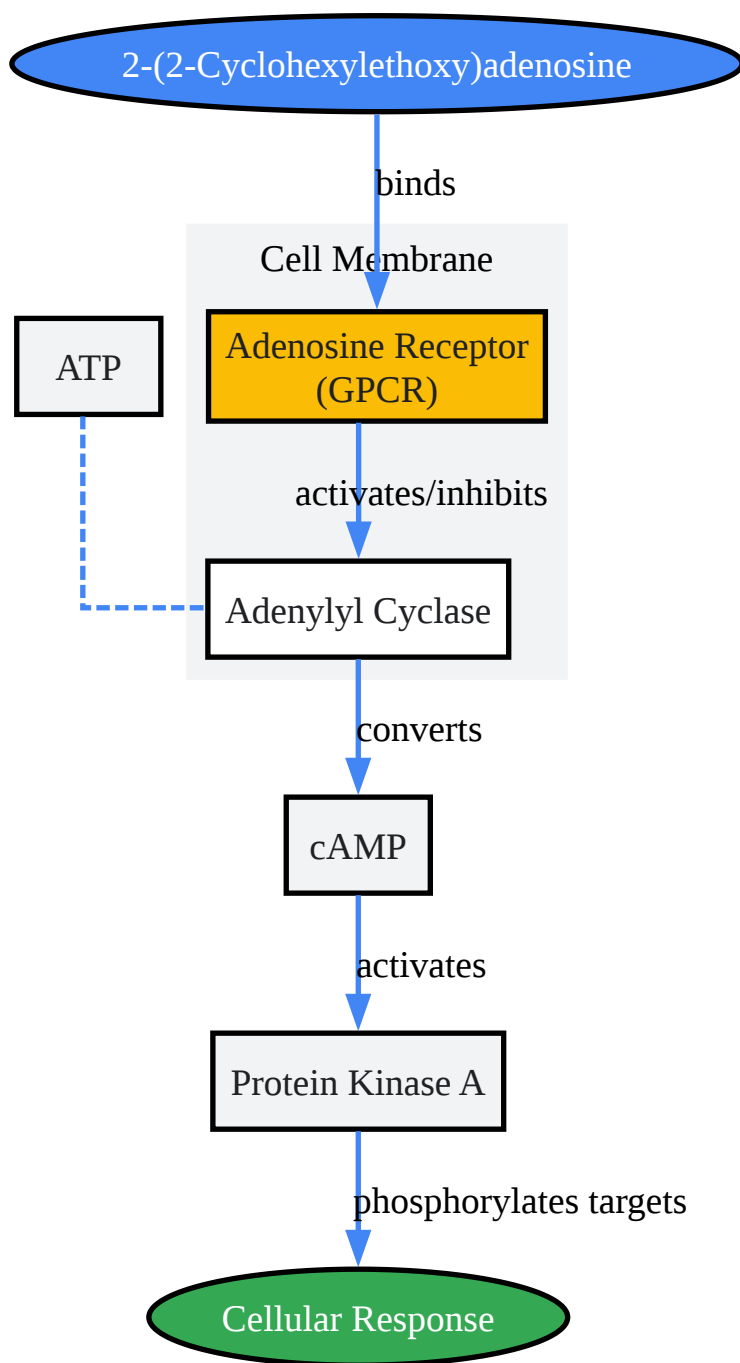 2-(2-Cyclohexylethoxy)adenosine
binds
Cell Membrane
ATP
Adenosine Receptor
(GPCR)
activates/inhibits
Adenylyl Cyclase
converts
cAMP
activates
Protein Kinase A
phosphorylates targets
Cellular Response